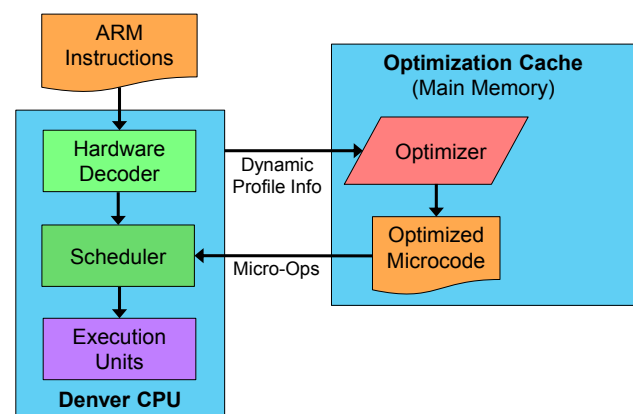 ARM
Instructions
Optimization Cache
(Main Memory)
Hardware
Decoder
Dynamic
Profile Info
Optimizer
Scheduler
Micro-Ops
Optimized
Microcode
Execution
Units
Denver CPU